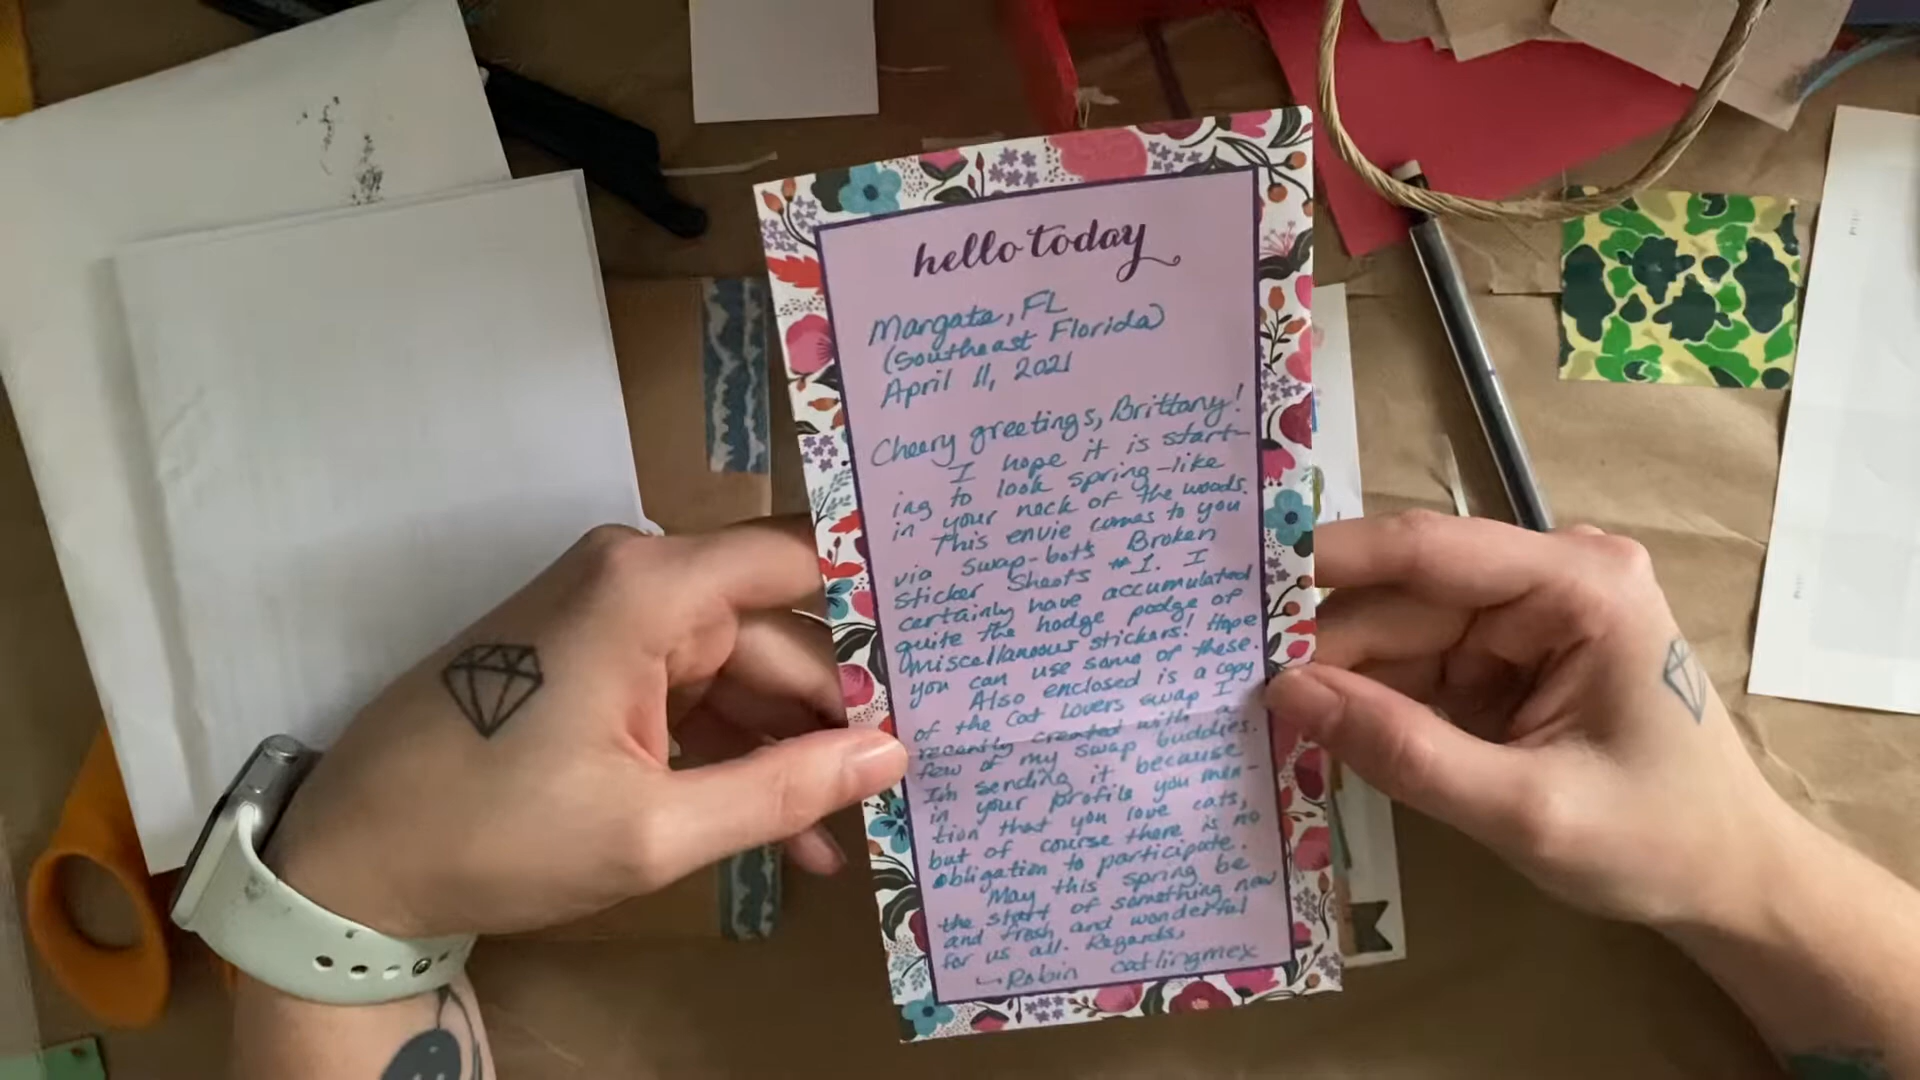 hello today
Margate, FL
(Southeast Florida)
April 11, 2021
Cheery greetings, Brittany!
I hope it is start-
ing to look spring-like
in your neck of the woods.
This envie comes to you
via swap-bot's Broken
Sticker Sheets #1. I
certainly have accumulated
quite the hodge podge of
miscellaneous stickers! Hope
you can use some of these.
Also enclosed is a copy
of the Cat Lovers swap I
recently created with a
few of my swap buddies.
I'm sending it because
in your profile you men-
tion that you love cats,
but of course there is no
obligation to participate.
May this spring be
the start of something new
and fresh and wonderful
for us all. Regards,
Robin catlingmex